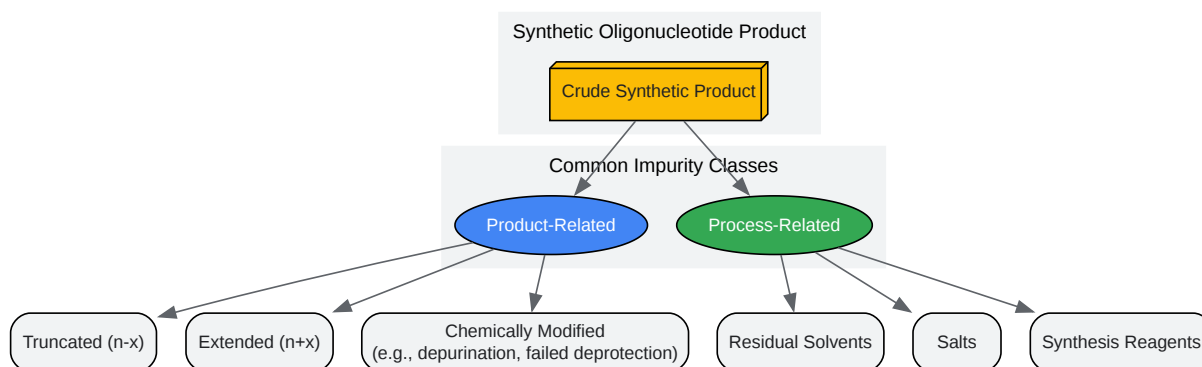 Synthetic Oligonucleotide Product
Crude Synthetic Product
Common Impurity Classes
Product-Related
Process-Related
Truncated (n-x)
Extended (n+x)
Chemically Modified
(e.g., depurination, failed deprotection)
Residual Solvents
Salts
Synthesis Reagents